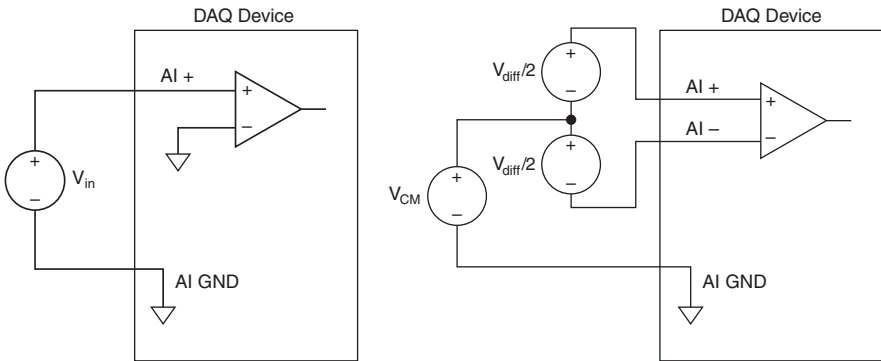 DAQ Device
AI +
+
−
+
V_in
−
AI GND
DAQ Device
+
V_diff/2
−
AI +
+
AI −
−
+
V_diff/2
−
+
V_CM
−
AI GND